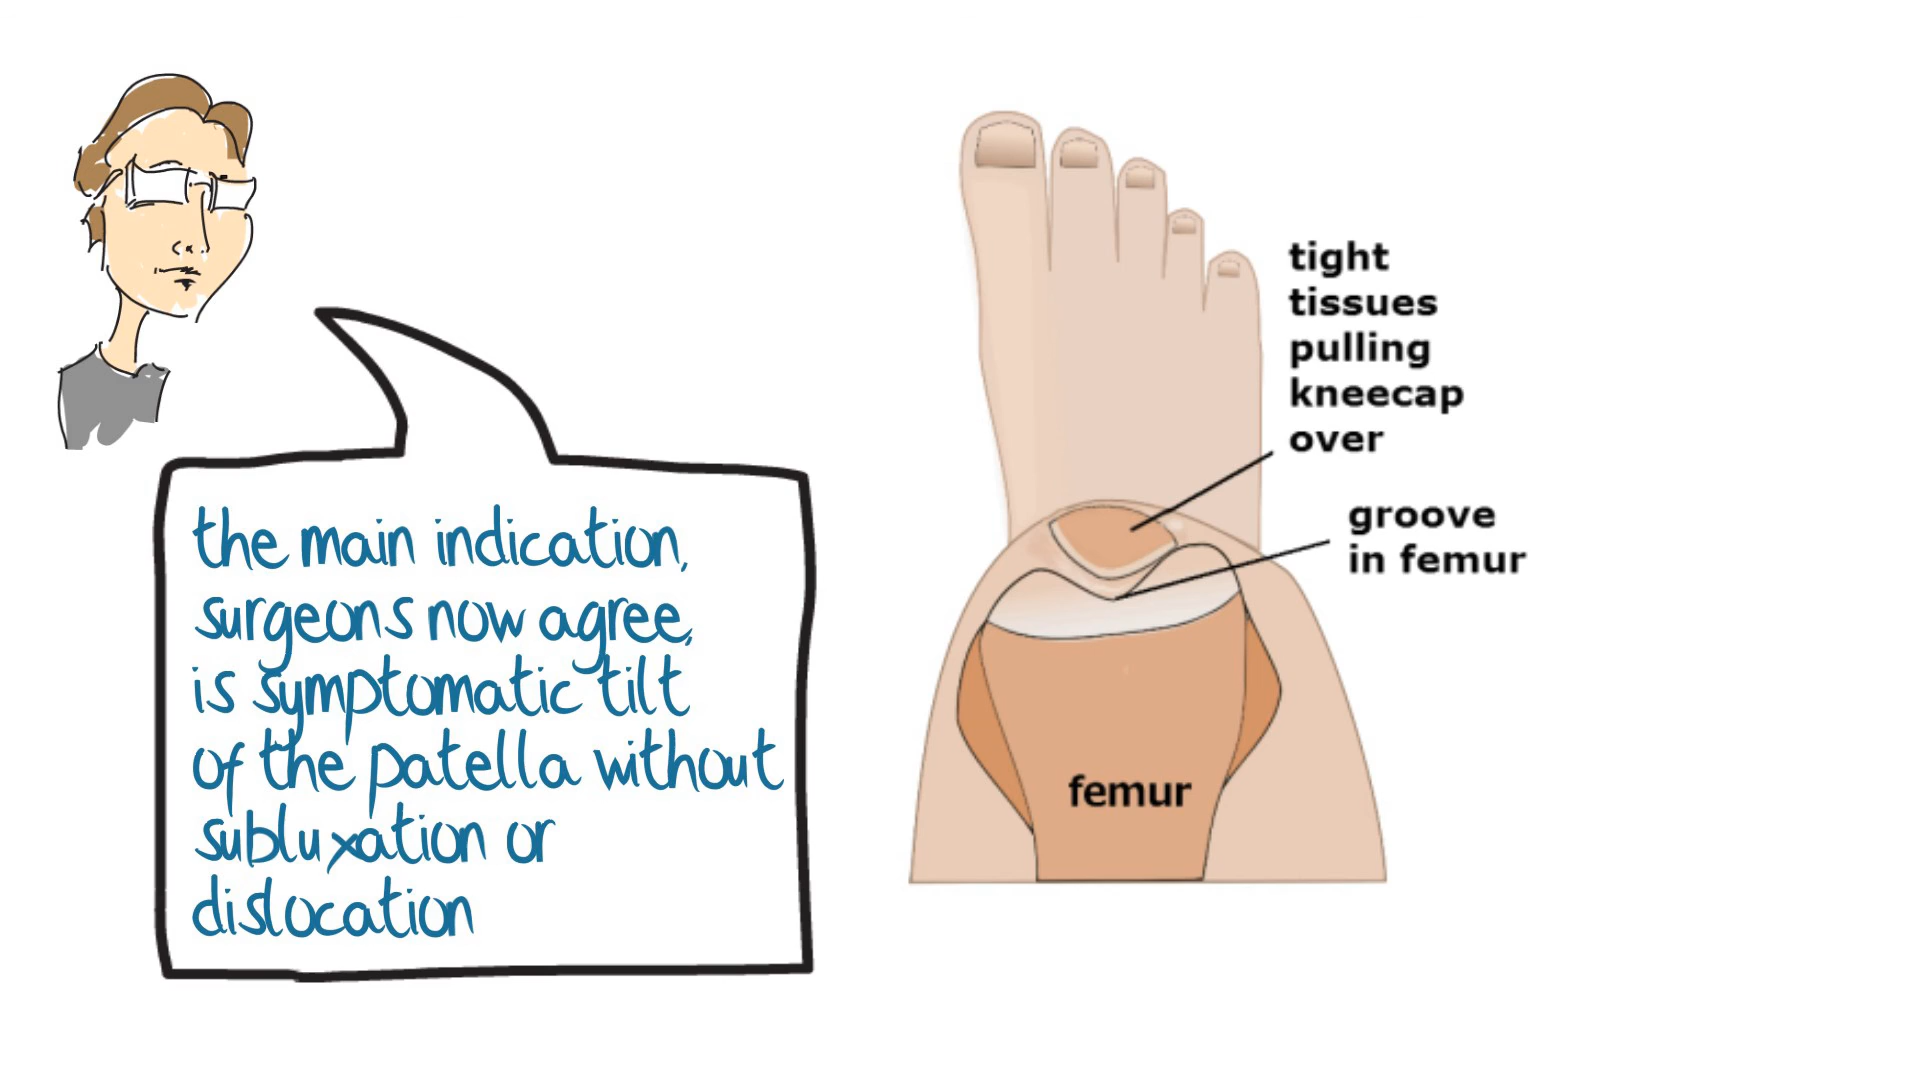 the main indication,
surgeons now agree,
is symptomatic tilt
of the patella without
subluxation or
dislocation
tight
tissues
pulling
kneecap
over
groove
in femur
femur